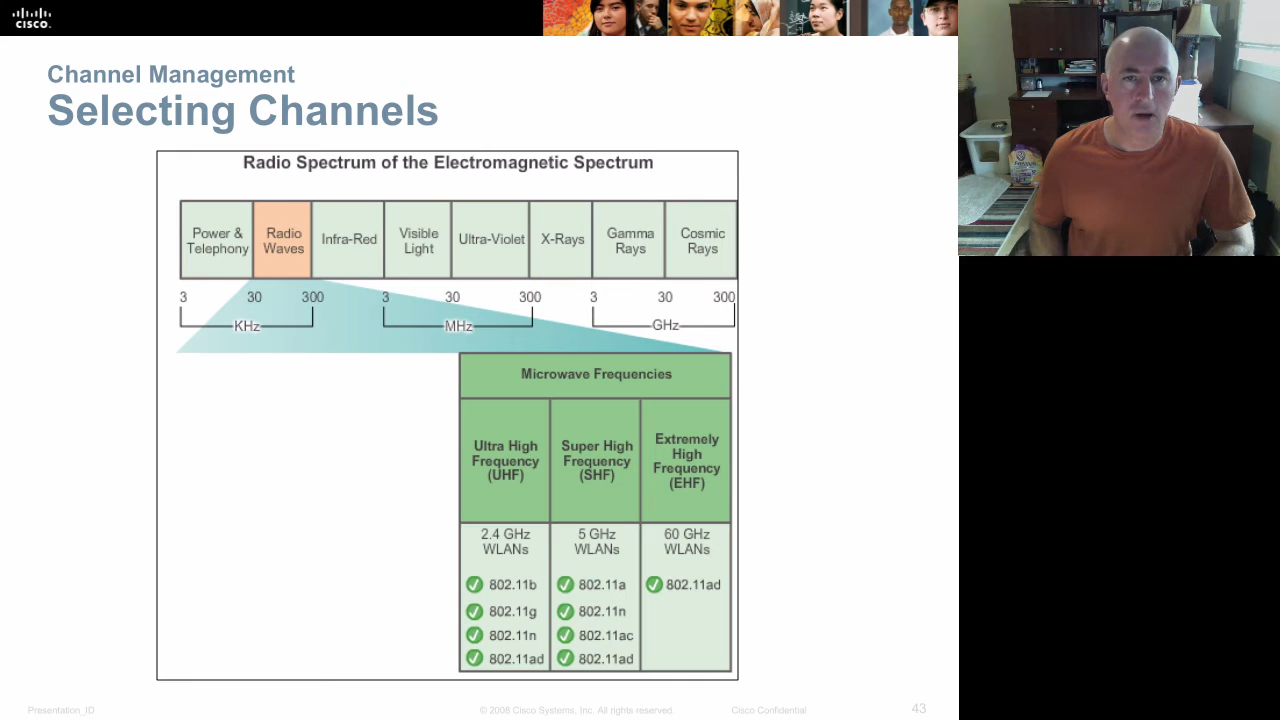 CISCO
Channel Management
Selecting Channels
Radio Spectrum of the Electromagnetic Spectrum
Power &
Telephony
Radio
Waves
Infra-Red
Visible
Light
Ultra-Violet
X-Rays
Gamma
Rays
Cosmic
Rays
3 30 300 3 30 300 3 30 300
KHz MHz GHz
Microwave Frequencies
Ultra High
Frequency
(UHF)
Super High
Frequency
(SHF)
Extremely
High
Frequency
(EHF)
2.4 GHz
WLANs
802.11b
802.11g
802.11n
802.11ad
5 GHz
WLANs
802.11a
802.11n
802.11ac
802.11ad
60 GHz
WLANs
802.11ad
Presentation_ID
© 2008 Cisco Systems, Inc. All rights reserved.
Cisco Confidential
43